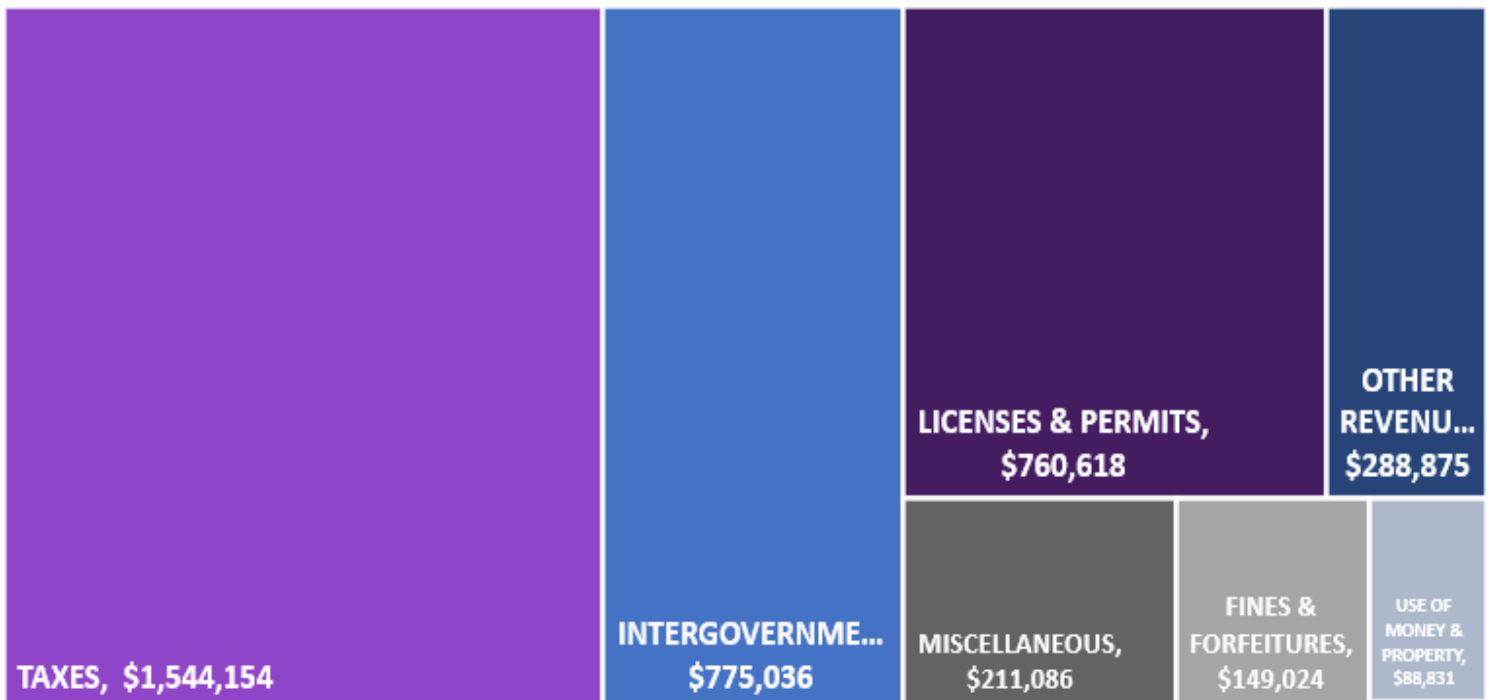 TAXES, $1,544,154
INTERGOVERNME...
$775,036
LICENSES & PERMITS,
$760,618
OTHER
REVENU...
$288,875
MISCELLANEOUS,
$211,086
FINES &
FORFEITURES,
$149,024
USE OF
MONEY &
PROPERTY,
$88,831